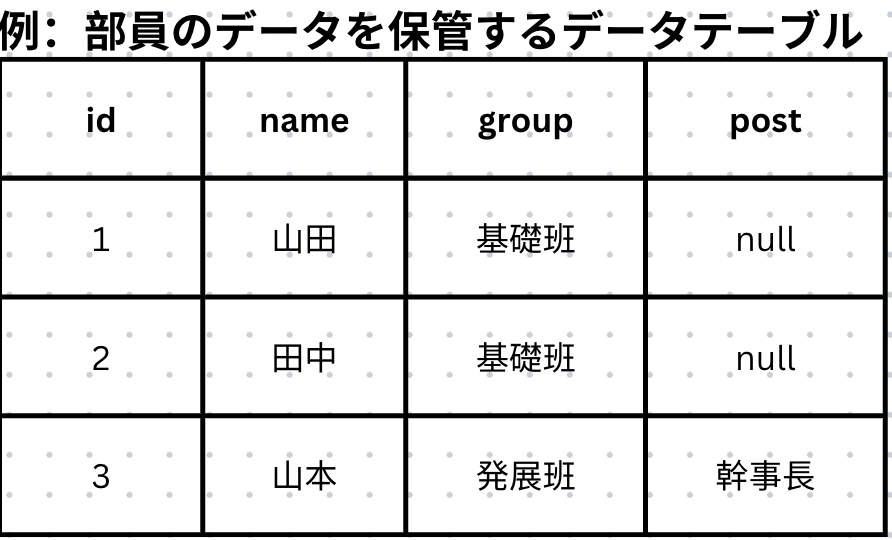 例：部員のデータを保管するデータテーブル
id name group post
1 山田 基礎班 null
2 田中 基礎班 null
3 山本 発展班 幹事長